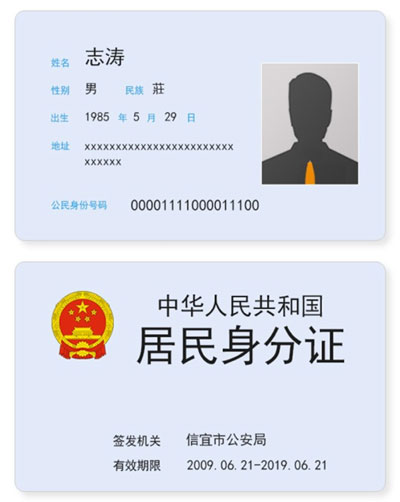 姓名 志涛
性别 男 民族 莊
出生 1985 年 5 月 29 日
地址 xxxxxxxxxxxxxxxxxxxxxxxx
xxxxxx
公民身份号码 00001111000011100
中华人民共和国
居民身分证
签发机关 信宜市公安局
有效期限 2009.06.21-2019.06.21